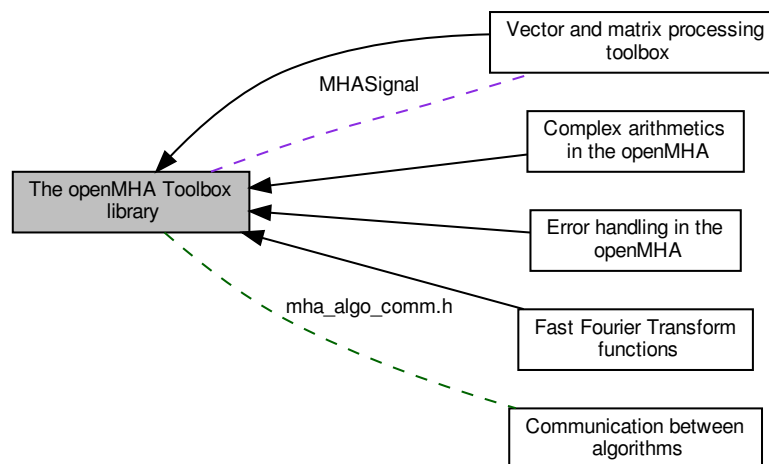 Vector and matrix processing
toolbox
MHASignal
Complex arithmetics
in the openMHA
The openMHA Toolbox
library
Error handling in the
openMHA
mha_algo_comm.h
Fast Fourier Transform
functions
Communication between
algorithms